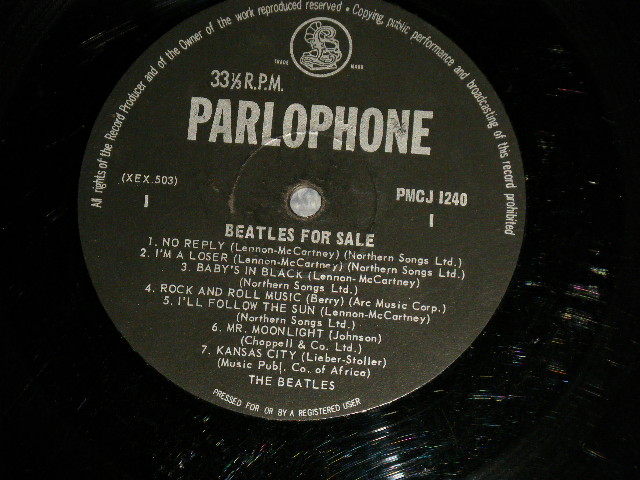 All rights of the Record Producer and of the Owner of the work reproduced reserved • Copying, public performance and broadcasting of this record prohibited
TRADE MARK
33⅓ R.P.M.
PARLOPHONE
(XEX.503)
PMCJ 1240
1
1
BEATLES FOR SALE
1. NO REPLY (Lennon-McCartney) (Northern Songs Ltd.)
2. I'M A LOSER (Lennon-McCartney) (Northern Songs Ltd.)
3. BABY'S IN BLACK (Lennon-McCartney)
(Northern Songs Ltd.)
4. ROCK AND ROLL MUSIC (Berry) (Arc Music Corp.)
5. I'LL FOLLOW THE SUN (Lennon-McCartney)
(Northern Songs Ltd.)
6. MR. MOONLIGHT (Johnson)
(Chappell & Co. Ltd.)
7. KANSAS CITY (Lieber-Stoller)
(Music Publ. Co. of Africa)
THE BEATLES
PRESSED FOR OR BY A REGISTERED USER